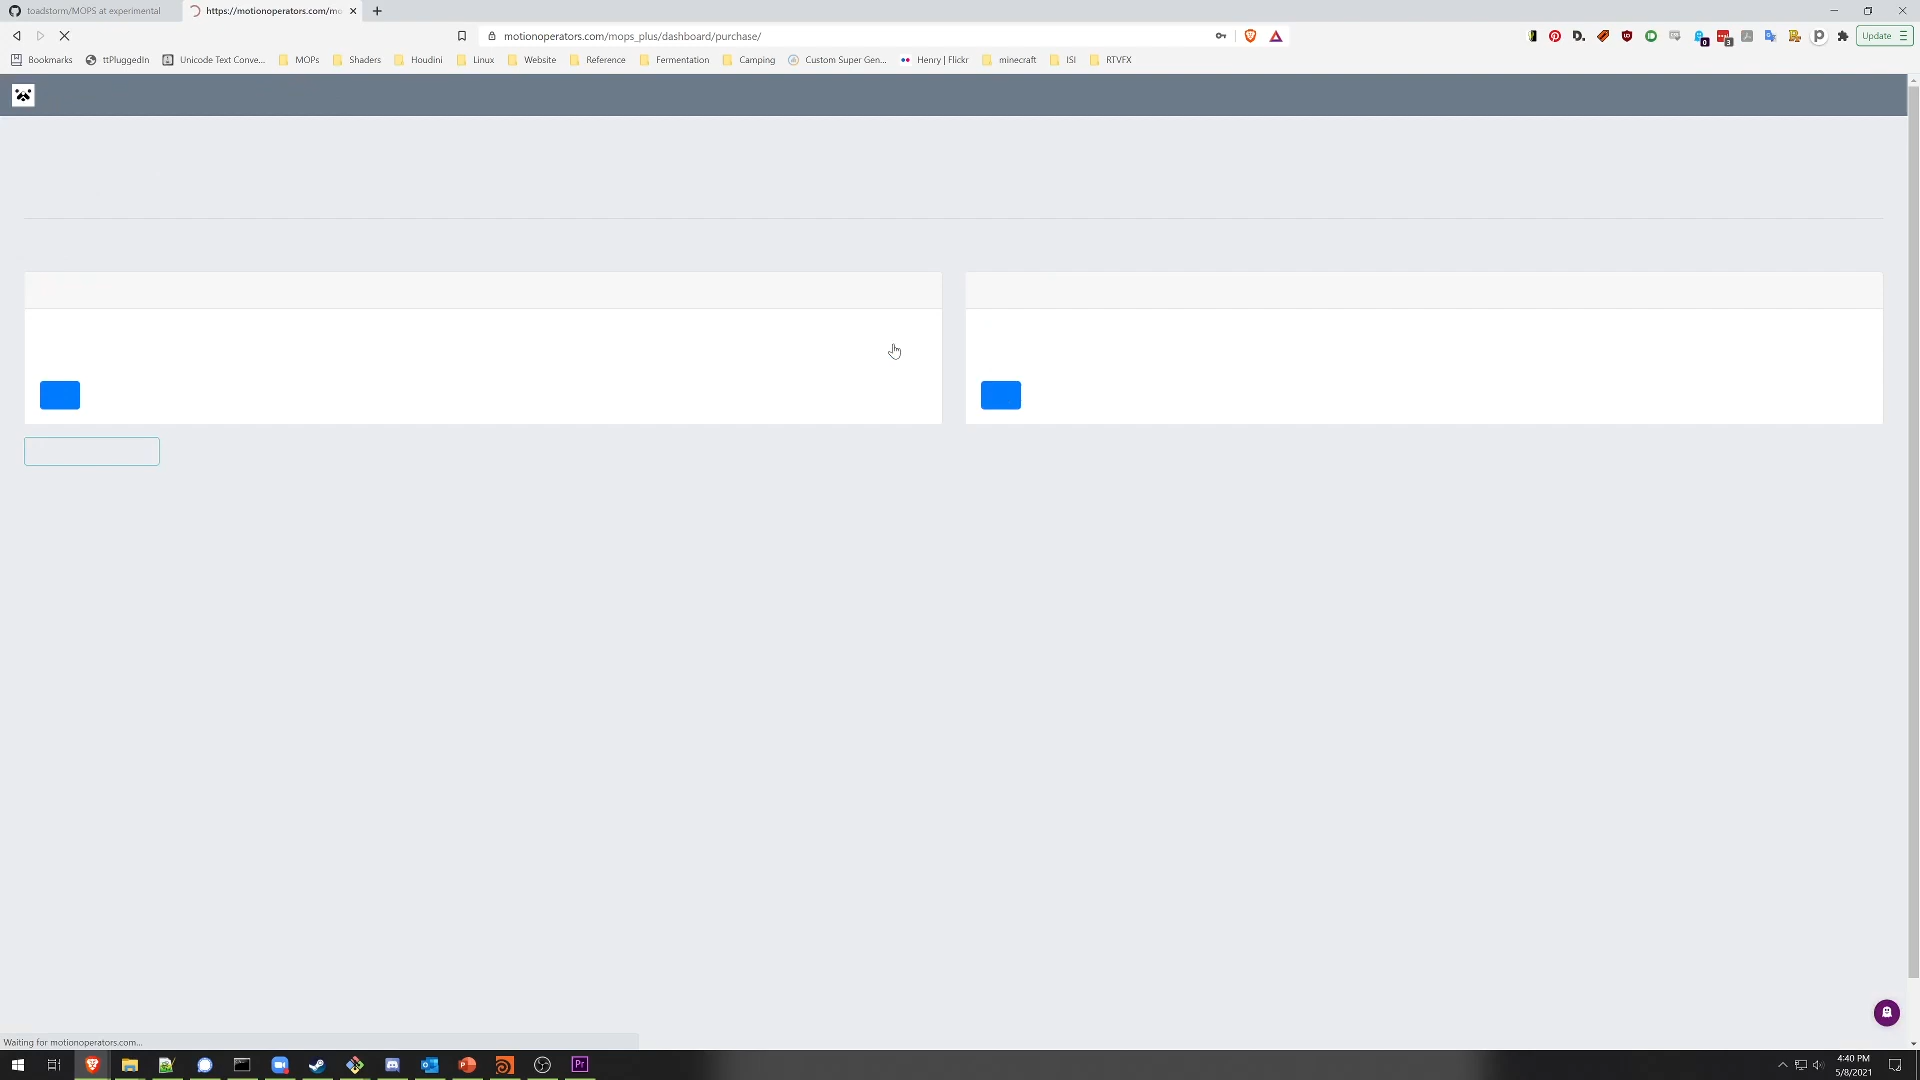 toadstorm/MOPS at experimental
https://motionoperators.com/mo
motionoperators.com/mops_plus/dashboard/purchase/
Update
Bookmarks
ttPluggedIn
Unicode Text Conve...
MOPs
Shaders
Houdini
Linux
Website
Reference
Fermentation
Camping
Custom Super Gen...
Henry | Flickr
minecraft
ISI
RTVFX
Waiting for motionoperators.com...
4:40 PM
5/8/2021